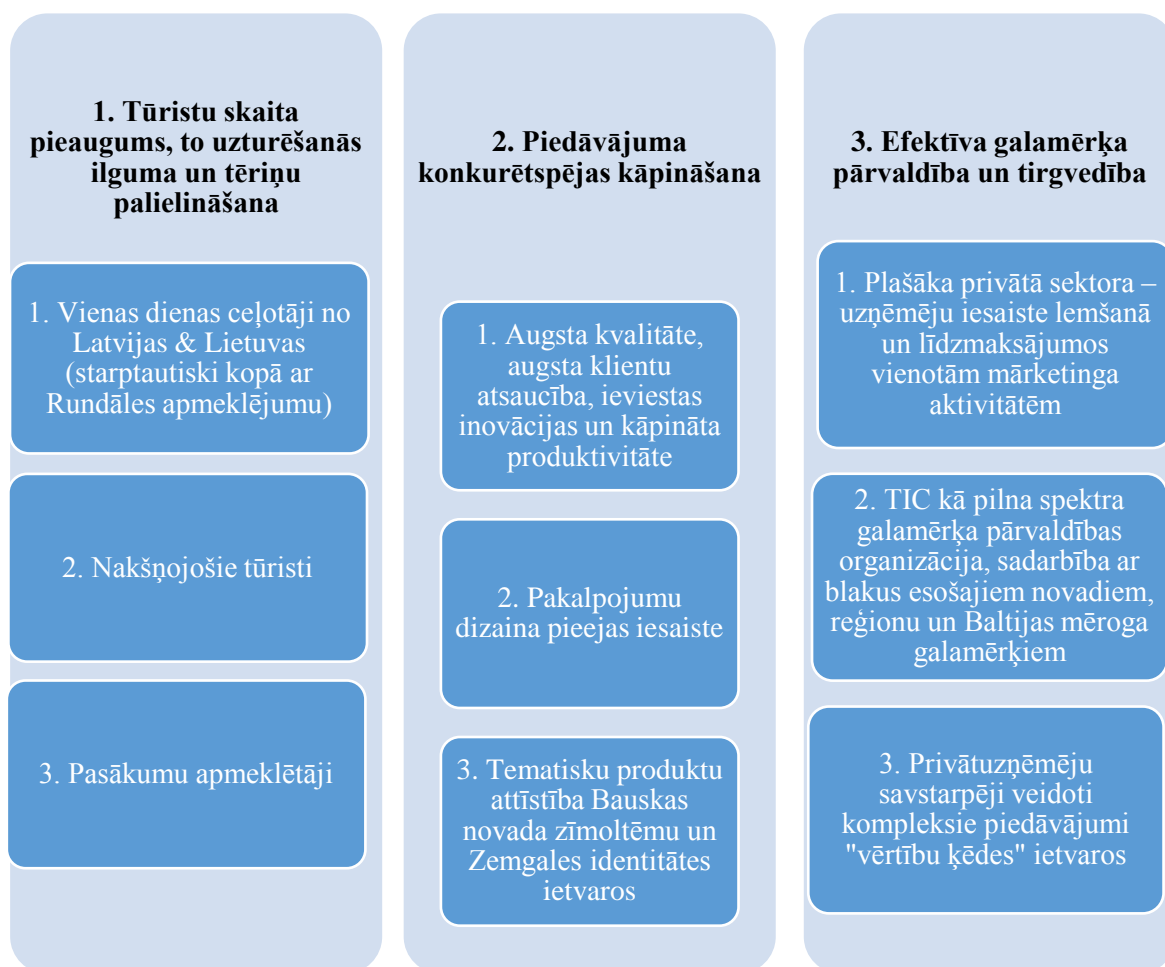 1. Tūristu skaita
pieaugums, to uzturēšanās
ilguma un tēriņu
palielināšana
1. Vienas dienas ceļotāji no
Latvijas & Lietuvas
(starptautiski kopā ar
Rundāles apmeklējumu)
2. Nakšņojošie tūristi
3. Pasākumu apmeklētāji
2. Piedāvājuma
konkurētspējas kāpināšana
1. Augsta kvalitāte,
augsta klientu
atsaucība, ieviestas
inovācijas un kāpināta
produktivitāte
2. Pakalpojumu
dizaina pieejas iesaiste
3. Tematisku produktu
attīstība Bauskas
novada zīmoltēmu un
Zemgales identitātes
ietvaros
3. Efektīva galamērķa
pārvaldība un tirgvedība
1. Plašāka privātā sektora –
uzņēmēju iesaiste lemšanā
un līdzmaksājumos
vienotām mārketinga
aktivitātēm
2. TIC kā pilna spektra
galamērķa pārvaldības
organizācija, sadarbība ar
blakus esošajiem novadiem,
reģionu un Baltijas mēroga
galamērķiem
3. Privātuzņēmēju
savstarpēji veidoti
kompleksie piedāvājumi
"vērtību ķēdes" ietvaros